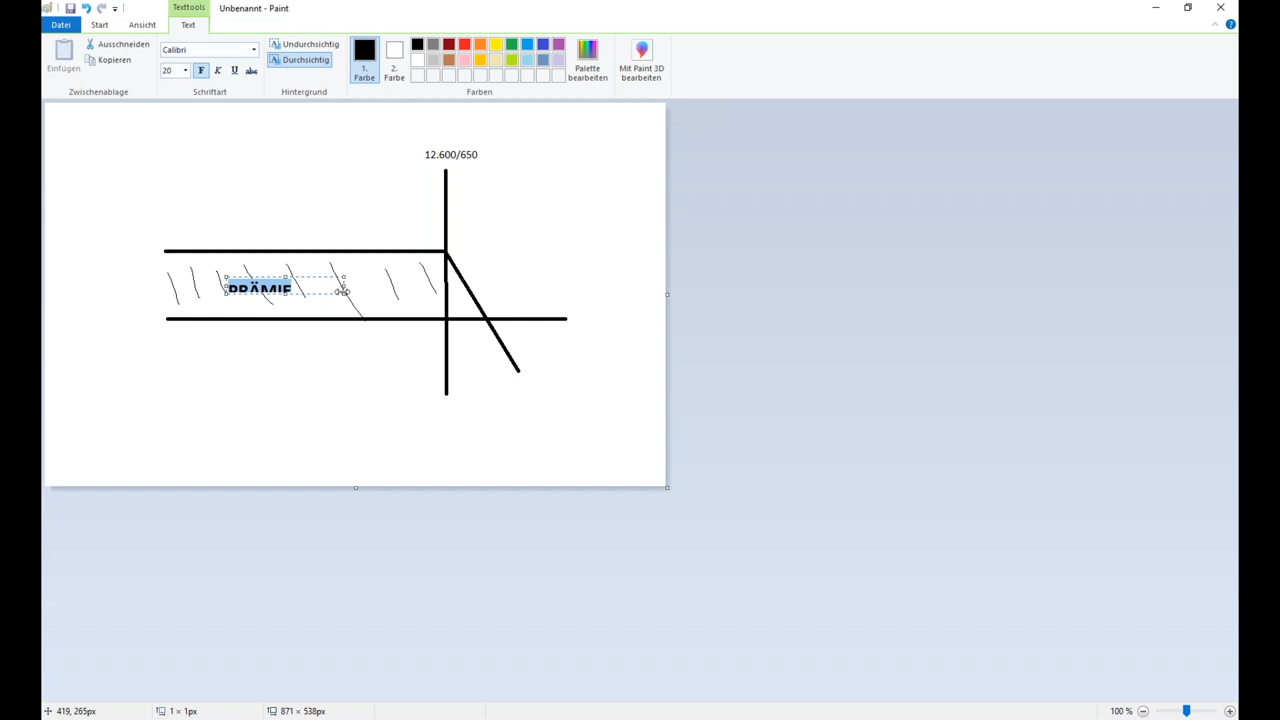 Texttools
Unbenannt - Paint
Datei
Start
Ansicht
Text
Einfügen
Ausschneiden
Kopieren
Zwischenablage
Calibri
20
F K U abc
Schriftart
Undurchsichtig
Durchsichtig
Hintergrund
1.
Farbe
2.
Farbe
Farben
Palette
bearbeiten
Mit Paint 3D
bearbeiten
12.600/650
PRÄMIE
419, 265px
1 × 1px
871 × 538px
100 %